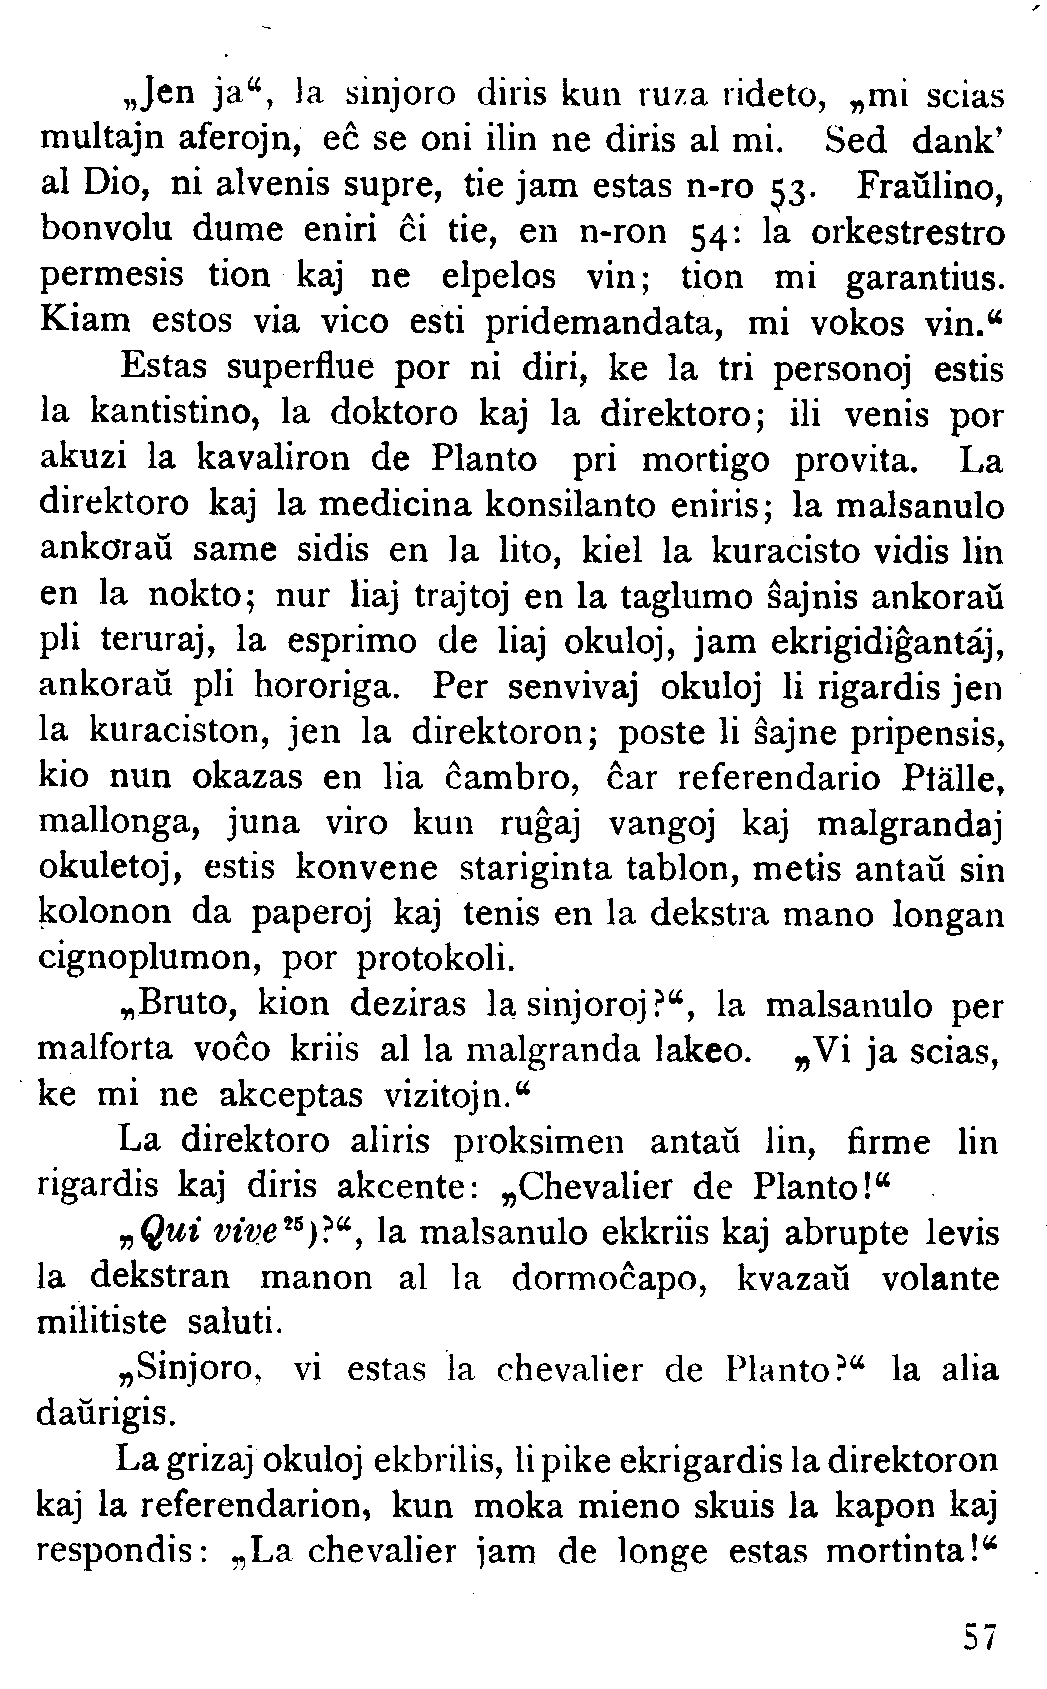 „Jen ja“, la sinjoro diris kun ruza rideto, „mi scias
multajn aferojn, eĉ se oni ilin ne diris al mi. Sed dank’
al Dio, ni alvenis supre, tie jam estas n-ro 53. Fraŭlino,
bonvolu dume eniri ĉi tie, en n-ron 54: la orkestrestro
permesis tion kaj ne elpelos vin; tion mi garantius.
Kiam estos via vico esti pridemandata, mi vokos vin.“
Estas superflue por ni diri, ke la tri personoj estis
la kantistino, la doktoro kaj la direktoro; ili venis por
akuzi la kavaliron de Planto pri mortigo provita. La
direktoro kaj la medicina konsilanto eniris; la malsanulo
ankoraŭ same sidis en la lito, kiel la kuracisto vidis lin
en la nokto; nur liaj trajtoj en la taglumo ŝajnis ankoraŭ
pli teruraj, la esprimo de liaj okuloj, jam ekrigidiĝantáj,
ankoraŭ pli hororiga. Per senvivaj okuloj li rigardis jen
la kuraciston, jen la direktoron; poste li ŝajne pripensis,
kio nun okazas en lia ĉambro, ĉar referendario Pfälle,
mallonga, juna viro kun ruĝaj vangoj kaj malgrandaj
okuletoj, estis konvene stariginta tablon, metis antaŭ sin
kolonon da paperoj kaj tenis en la dekstra mano longan
cignoplumon, por protokoli.
„Bruto, kion deziras la sinjoroj?“, la malsanulo per
malforta voĉo kriis al la malgranda lakeo. „Vi ja scias,
ke mi ne akceptas vizitojn.“
La direktoro aliris proksimen antaŭ lin, firme lin
rigardis kaj diris akcente: „Chevalier de Planto!“
„Qui vive²⁵)?“, la malsanulo ekkriis kaj abrupte levis
la dekstran manon al la dormoĉapo, kvazaŭ volante
militiste saluti.
„Sinjoro, vi estas la chevalier de Planto?“ la alia
daŭrigis.
La grizaj okuloj ekbrilis, li pike ekrigardis la direktoron
kaj la referendarion, kun moka mieno skuis la kapon kaj
respondis: „La chevalier jam de longe estas mortinta!“
57